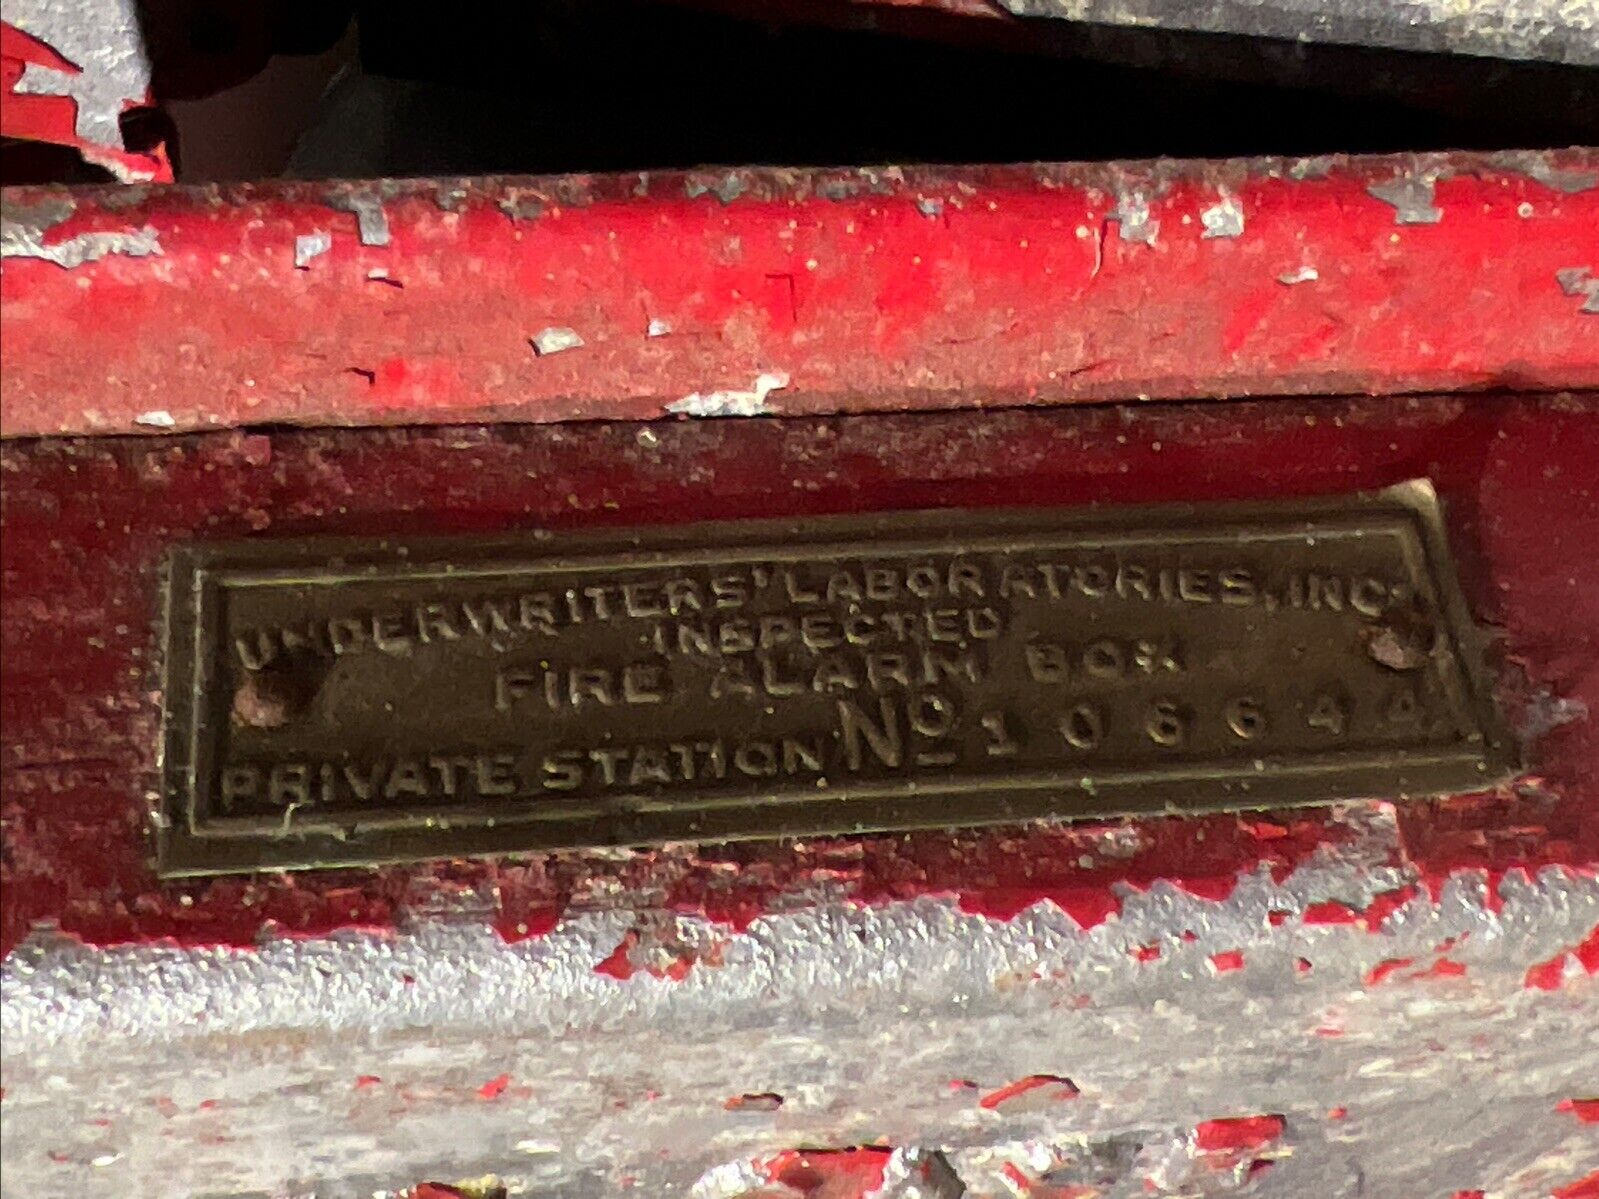 UNDERWRITERS' LABORATORIES, INC.
INSPECTED
FIRE ALARM BOX
PRIVATE STATION No 106644